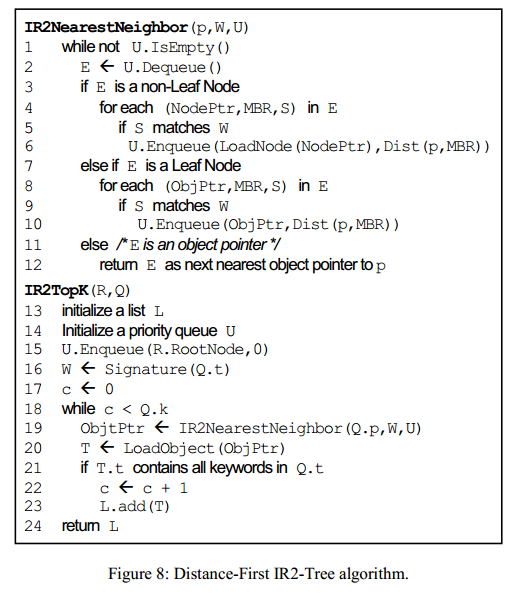 IR2NearestNeighbor(p,W,U)
1 while not U.IsEmpty()
2 E ← U.Dequeue()
3 if E is a non-Leaf Node
4 for each (NodePtr,MBR,S) in E
5 if S matches W
6 U.Enqueue(LoadNode(NodePtr),Dist(p,MBR))
7 else if E is a Leaf Node
8 for each (ObjPtr,MBR,S) in E
9 if S matches W
10 U.Enqueue(ObjPtr,Dist(p,MBR))
11 else /* E is an object pointer */
12 return E as next nearest object pointer to p
IR2TopK(R,Q)
13 initialize a list L
14 Initialize a priority queue U
15 U.Enqueue(R.RootNode,0)
16 W ← Signature(Q.t)
17 c ← 0
18 while c < Q.k
19 ObjtPtr ← IR2NearestNeighbor(Q.p,W,U)
20 T ← LoadObject(ObjPtr)
21 if T.t contains all keywords in Q.t
22 c ← c + 1
23 L.add(T)
24 return L
Figure 8: Distance-First IR2-Tree algorithm.